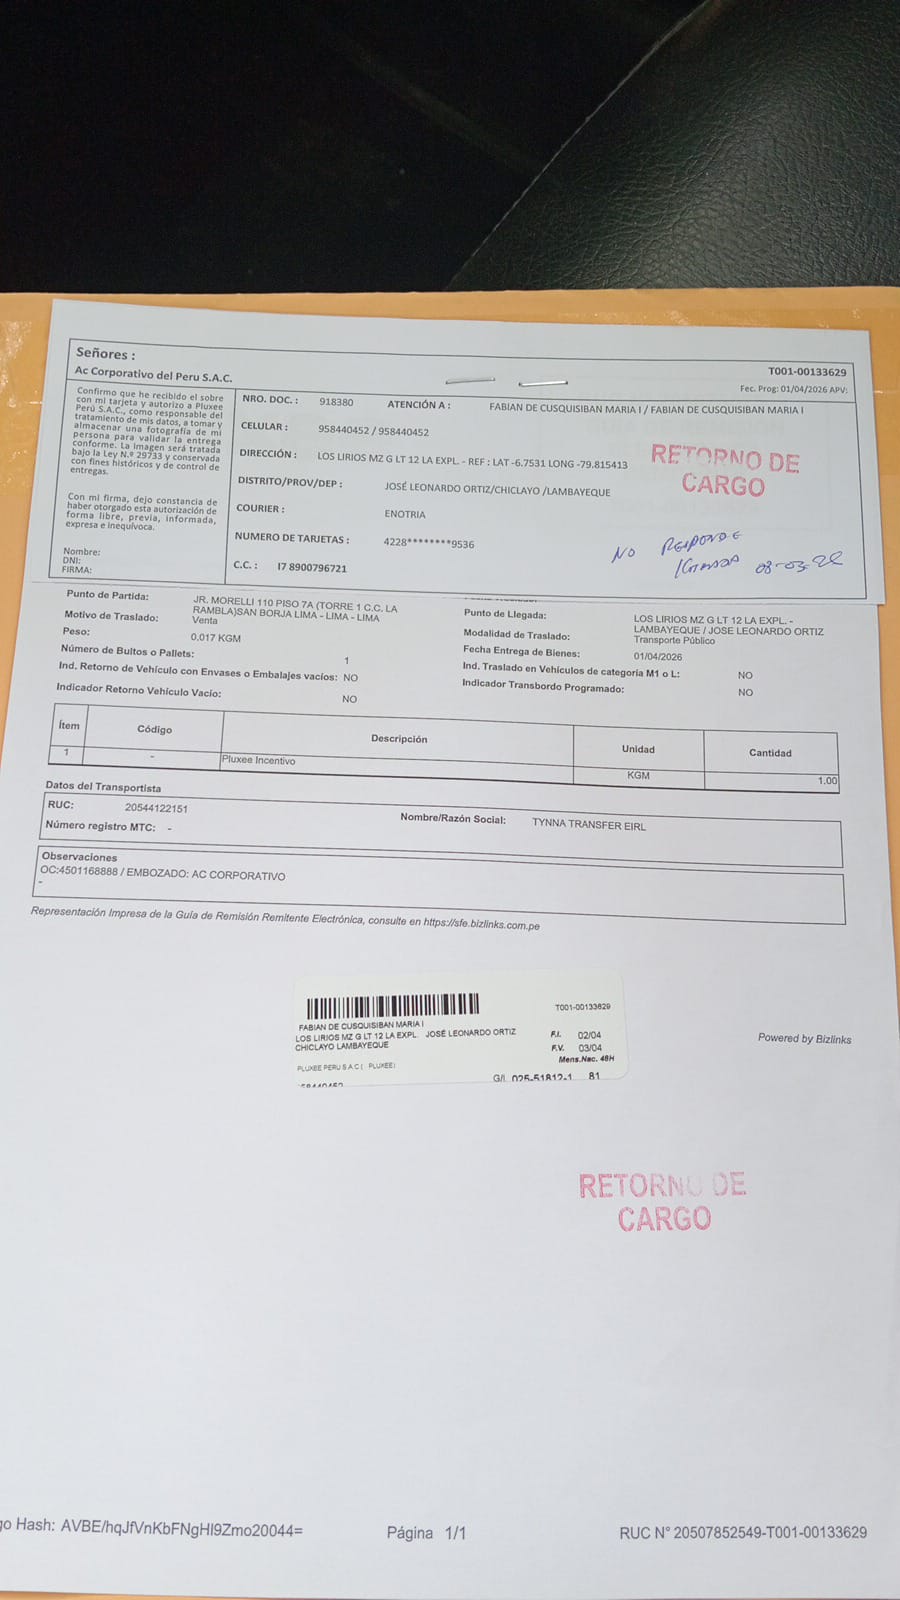 Señores :
Ac Corporativo del Peru S.A.C.
T001-00133629
Fec. Prog: 01/04/2026 APV:
Confirmo que he recibido el sobre
con mi tarjeta y autorizo a Pluxee
Perú S.A.C., como responsable del
tratamiento de mis datos, a tomar y
almacenar una fotografía de mi
persona para validar la entrega
conforme. La imagen será tratada
bajo la Ley N.º 29733 y conservada
con fines históricos y de control de
entregas.
Con mi firma, dejo constancia de
haber otorgado esta autorización de
forma libre, previa, informada,
expresa e inequívoca.
Nombre:
DNI:
FIRMA:
NRO. DOC. : 918380 ATENCIÓN A : FABIAN DE CUSQUISIBAN MARIA I / FABIAN DE CUSQUISIBAN MARIA I
CELULAR : 958440452 / 958440452
DIRECCIÓN : LOS LIRIOS MZ G LT 12 LA EXPL. - REF : LAT -6.7531 LONG -79.815413
DISTRITO/PROV/DEP : JOSÉ LEONARDO ORTIZ/CHICLAYO /LAMBAYEQUE
COURIER : ENOTRIA
NUMERO DE TARJETAS : 4228********9536
C.C. : I7 8900796721
RETORNO DE
CARGO
NO RESPONDE
Punto de Partida: JR. MORELLI 110 PISO 7A (TORRE 1 C.C. LA
RAMBLA)SAN BORJA LIMA - LIMA - LIMA
Motivo de Traslado: Venta
Peso: 0.017 KGM
Número de Bultos o Pallets: 1
Ind. Retorno de Vehículo con Envases o Embalajes vacíos: NO
Indicador Retorno Vehículo Vacío: NO
Punto de Llegada: LOS LIRIOS MZ G LT 12 LA EXPL. -
LAMBAYEQUE / JOSE LEONARDO ORTIZ
Modalidad de Traslado: Transporte Público
Fecha Entrega de Bienes: 01/04/2026
Ind. Traslado en Vehículos de categoría M1 o L: NO
Indicador Transbordo Programado: NO
Ítem Código Descripción Unidad Cantidad
1 - Pluxee Incentivo KGM 1.00
Datos del Transportista
RUC: 20544122151 Nombre/Razón Social: TYNNA TRANSFER EIRL
Número registro MTC: -
Observaciones
OC:4501168888 / EMBOZADO: AC CORPORATIVO
-
Representación Impresa de la Guía de Remisión Remitente Electrónica, consulte en https://sfe.bizlinks.com.pe
T001-00133629
FABIAN DE CUSQUISIBAN MARIA I
LOS LIRIOS MZ G LT 12 LA EXPL. JOSÉ LEONARDO ORTIZ
CHICLAYO LAMBAYEQUE
F.I. 02/04
F.V. 03/04
Mens.Nac. 48H
PLUXEE PERU S A C ( PLUXEE)
G/I. 025-51812-1 81
Powered by Bizlinks
RETORNO DE
CARGO
go Hash: AVBE/hqJfVnKbFNgHI9Zmo20044=
Página 1/1
RUC N° 20507852549-T001-00133629